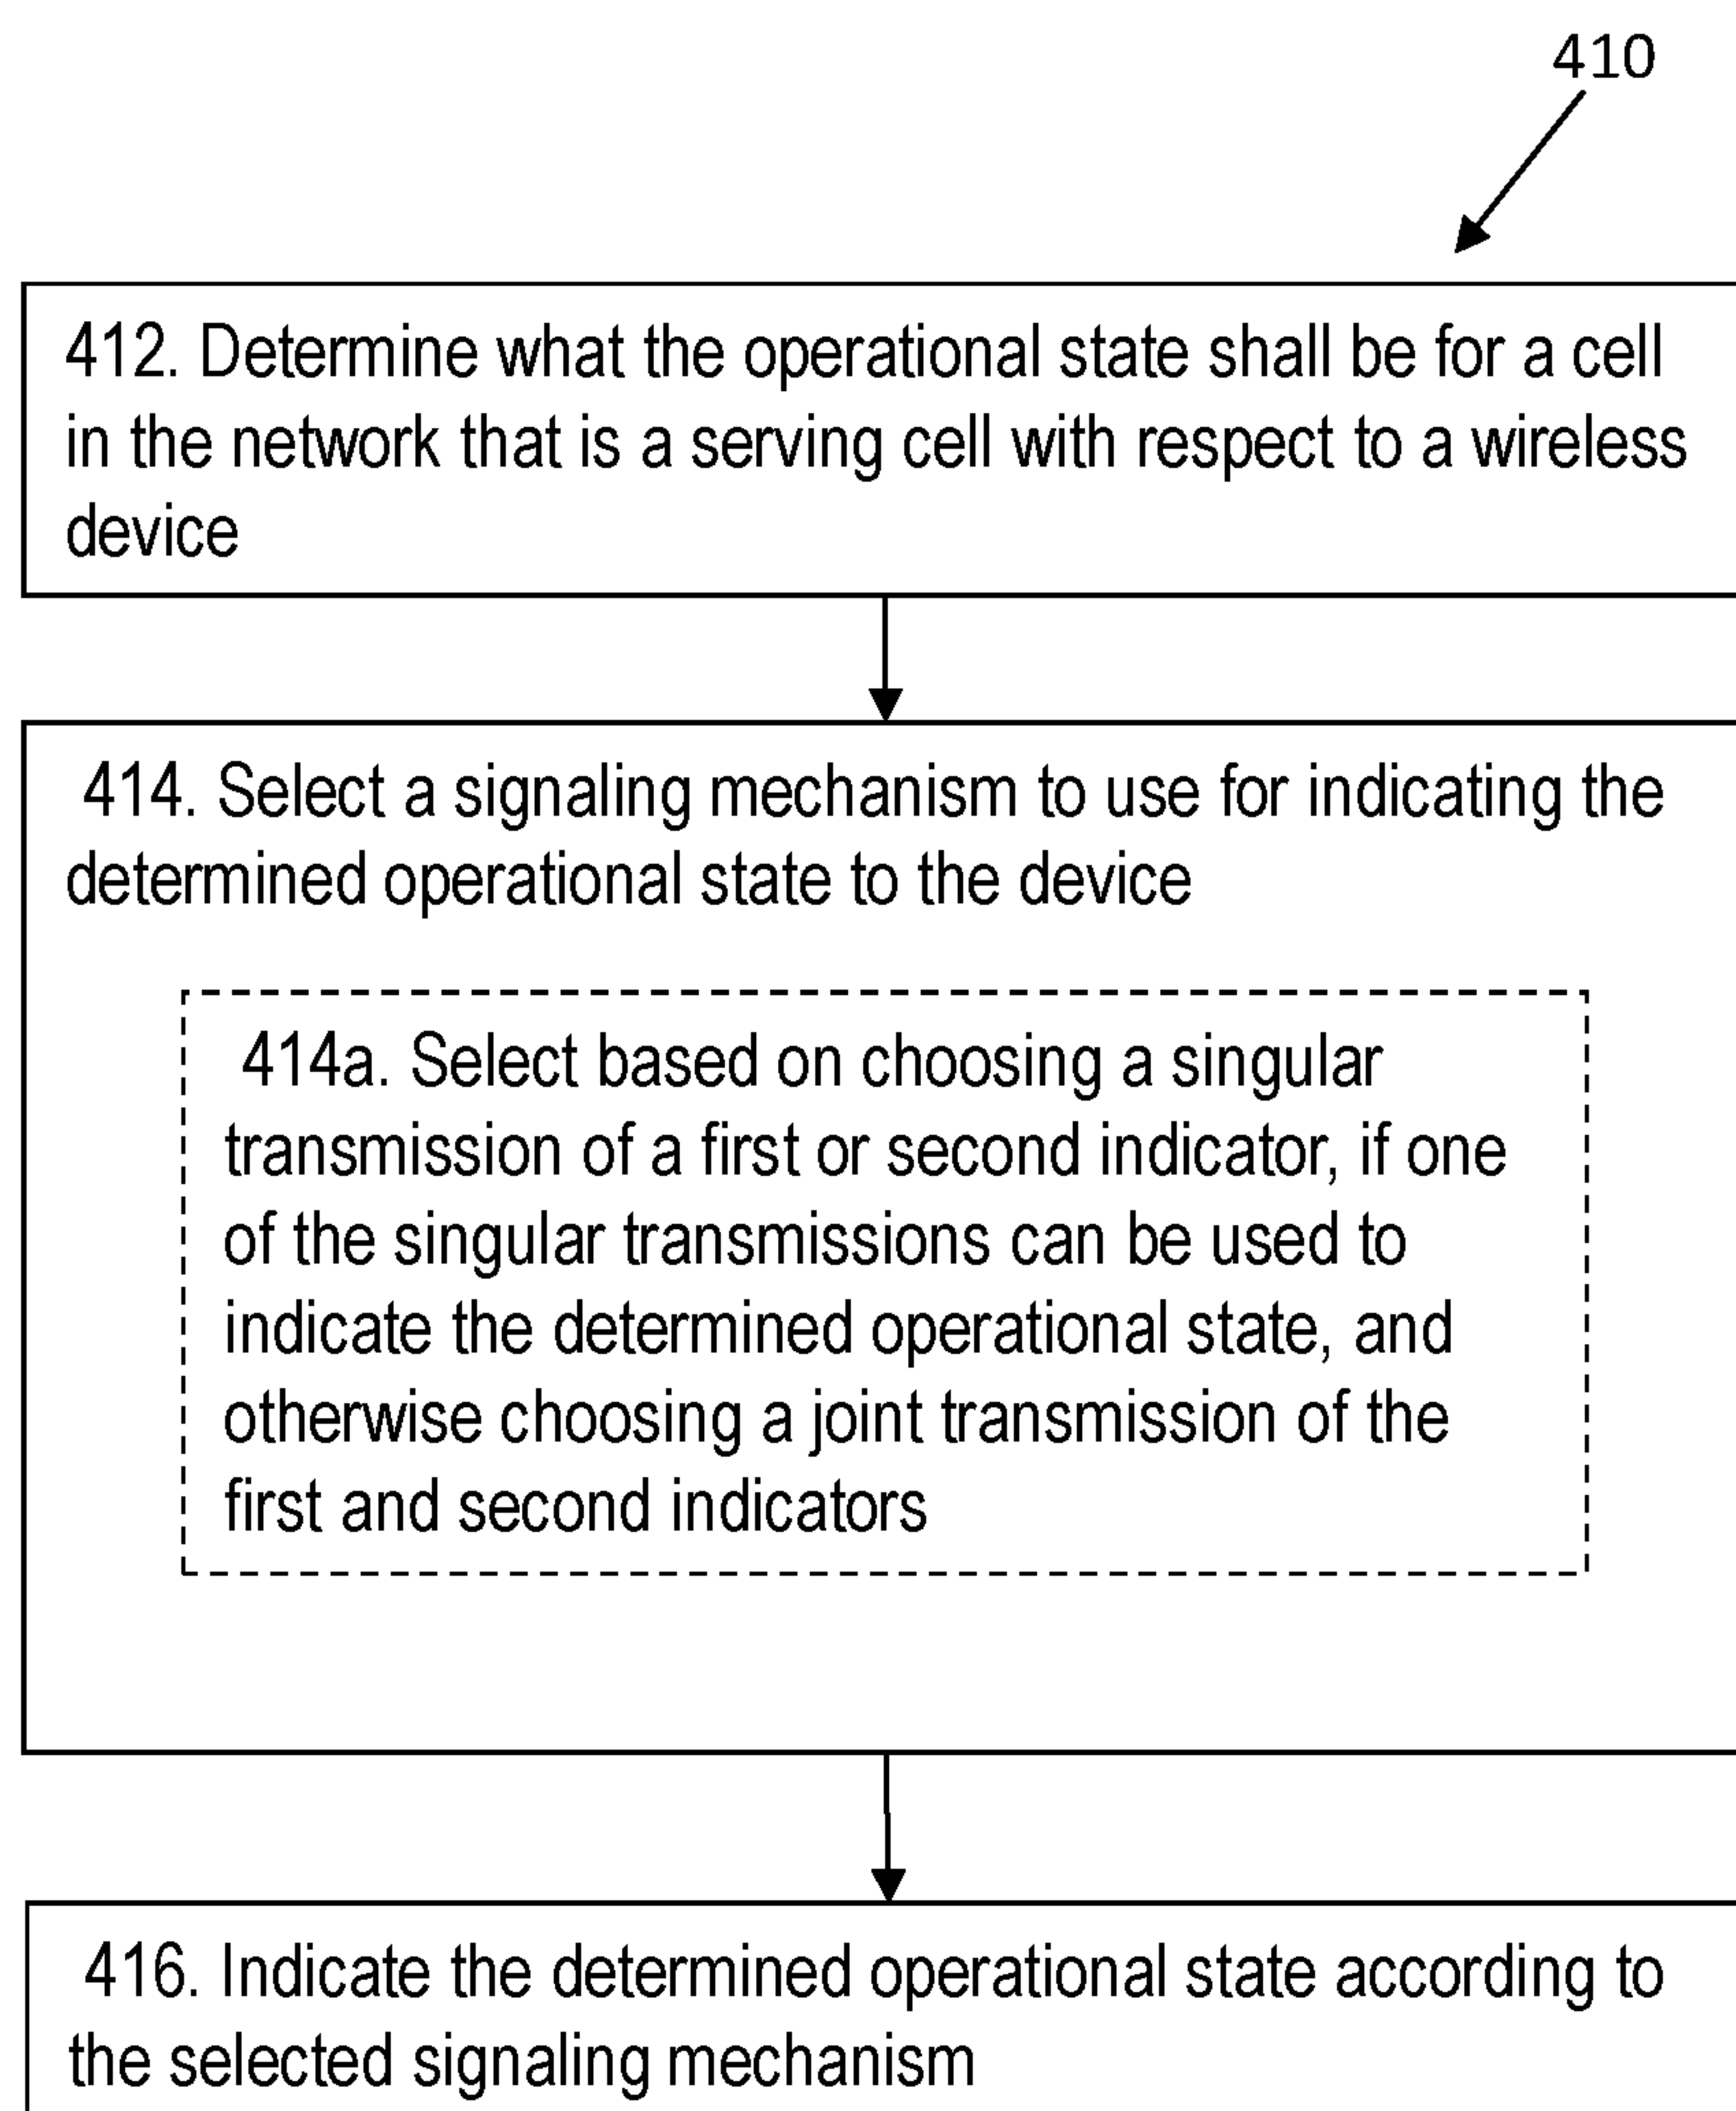 410
412. Determine what the operational state shall be for a cell
in the network that is a serving cell with respect to a wireless
device
414. Select a signaling mechanism to use for indicating the
determined operational state to the device
414a. Select based on choosing a singular
transmission of a first or second indicator, if one
of the singular transmissions can be used to
indicate the determined operational state, and
otherwise choosing a joint transmission of the
first and second indicators
416. Indicate the determined operational state according to
the selected signaling mechanism